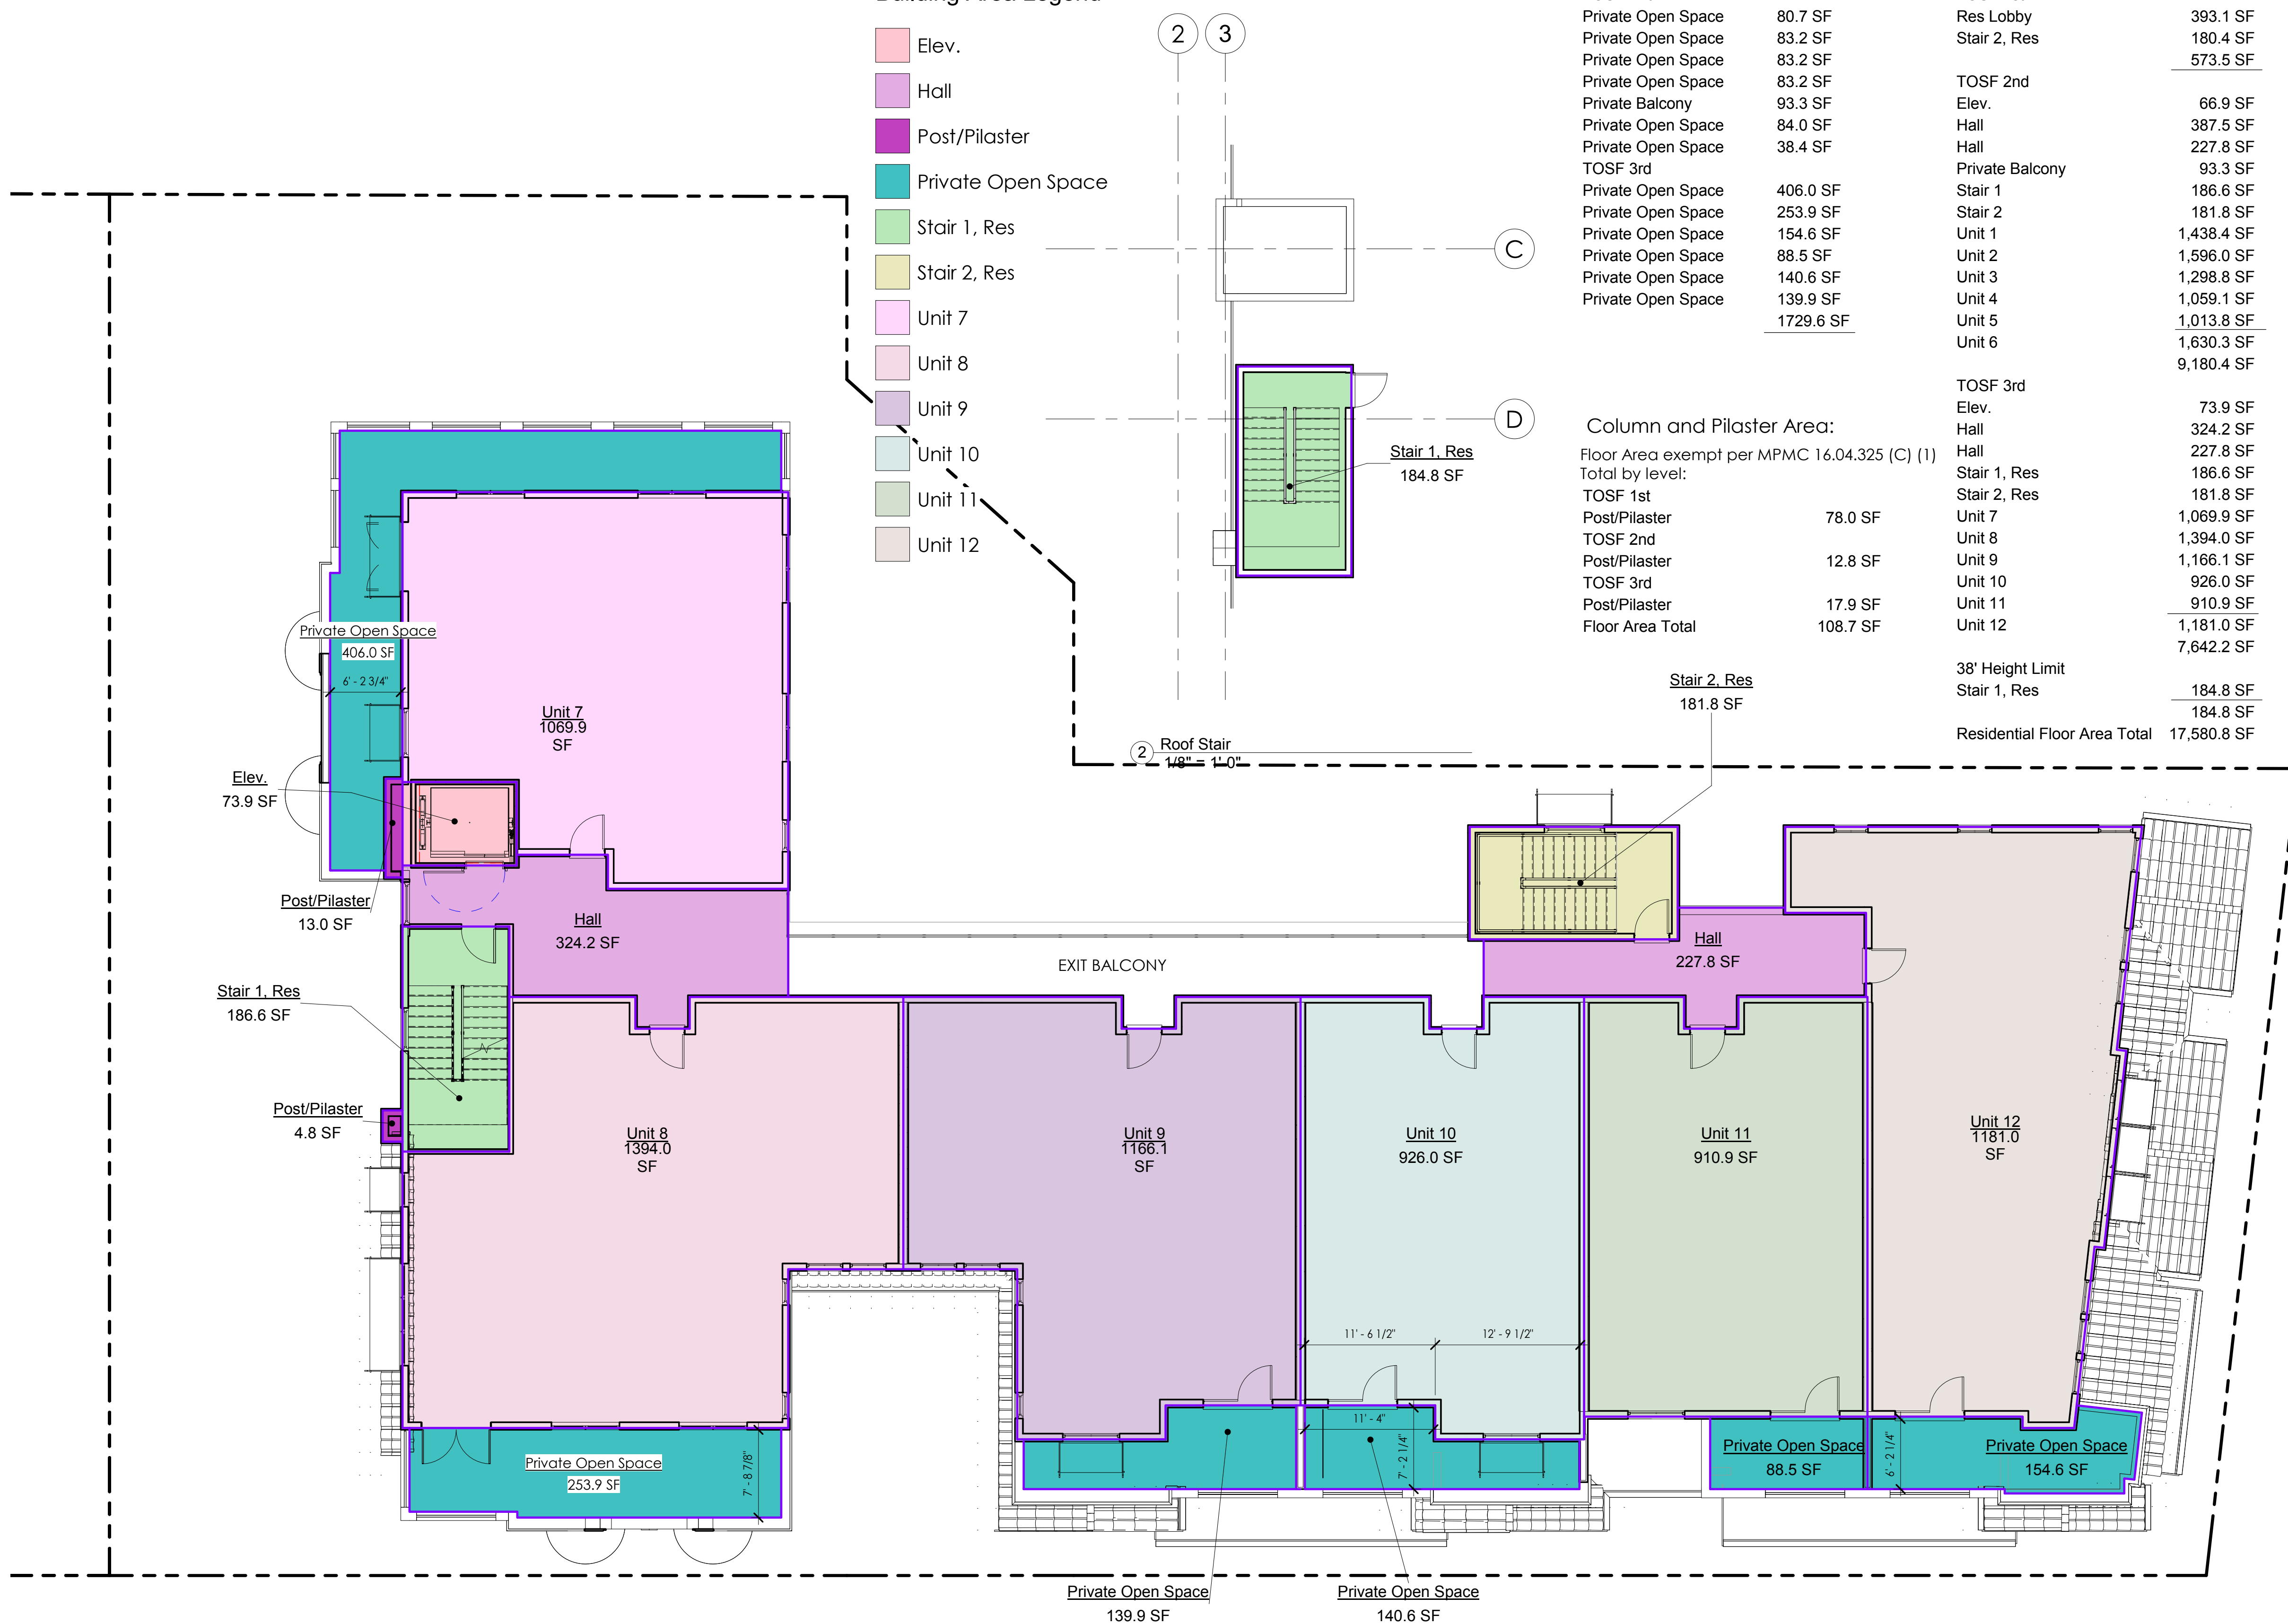 Building Area Legend
Elev.
Hall
Post/Pilaster
Private Open Space
Stair 1, Res
Stair 2, Res
Unit 7
Unit 8
Unit 9
Unit 10
Unit 11
Unit 12
2
3
C
D
Stair 1, Res
184.8 SF
2
Roof Stair
1/8" = 1'-0"
Private Open Space 80.7 SF
Private Open Space 83.2 SF
Private Open Space 83.2 SF
Private Open Space 83.2 SF
Private Balcony 93.3 SF
Private Open Space 84.0 SF
Private Open Space 38.4 SF
TOSF 3rd
Private Open Space 406.0 SF
Private Open Space 253.9 SF
Private Open Space 154.6 SF
Private Open Space 88.5 SF
Private Open Space 140.6 SF
Private Open Space 139.9 SF
1729.6 SF
Column and Pilaster Area:
Floor Area exempt per MPMC 16.04.325 (C) (1)
Total by level:
TOSF 1st
Post/Pilaster 78.0 SF
TOSF 2nd
Post/Pilaster 12.8 SF
TOSF 3rd
Post/Pilaster 17.9 SF
Floor Area Total 108.7 SF
Res Lobby 393.1 SF
Stair 2, Res 180.4 SF
573.5 SF
TOSF 2nd
Elev. 66.9 SF
Hall 387.5 SF
Hall 227.8 SF
Private Balcony 93.3 SF
Stair 1 186.6 SF
Stair 2 181.8 SF
Unit 1 1,438.4 SF
Unit 2 1,596.0 SF
Unit 3 1,298.8 SF
Unit 4 1,059.1 SF
Unit 5 1,013.8 SF
Unit 6 1,630.3 SF
9,180.4 SF
TOSF 3rd
Elev. 73.9 SF
Hall 324.2 SF
Hall 227.8 SF
Stair 1, Res 186.6 SF
Stair 2, Res 181.8 SF
Unit 7 1,069.9 SF
Unit 8 1,394.0 SF
Unit 9 1,166.1 SF
Unit 10 926.0 SF
Unit 11 910.9 SF
Unit 12 1,181.0 SF
7,642.2 SF
38' Height Limit
Stair 1, Res 184.8 SF
184.8 SF
Residential Floor Area Total 17,580.8 SF
Private Open Space
406.0 SF
6' - 2 3/4"
Unit 7
1069.9
SF
Elev.
73.9 SF
Post/Pilaster
13.0 SF
Hall
324.2 SF
Stair 1, Res
186.6 SF
Post/Pilaster
4.8 SF
EXIT BALCONY
Stair 2, Res
181.8 SF
Hall
227.8 SF
Unit 8
1394.0
SF
Unit 9
1166.1
SF
Unit 10
926.0 SF
Unit 11
910.9 SF
Unit 12
1181.0
SF
11' - 6 1/2"
12' - 9 1/2"
11' - 4"
7' - 2 1/4"
Private Open Space
253.9 SF
7' - 8 7/8"
Private Open Space
88.5 SF
6' - 2 1/4"
Private Open Space
154.6 SF
Private Open Space
139.9 SF
Private Open Space
140.6 SF